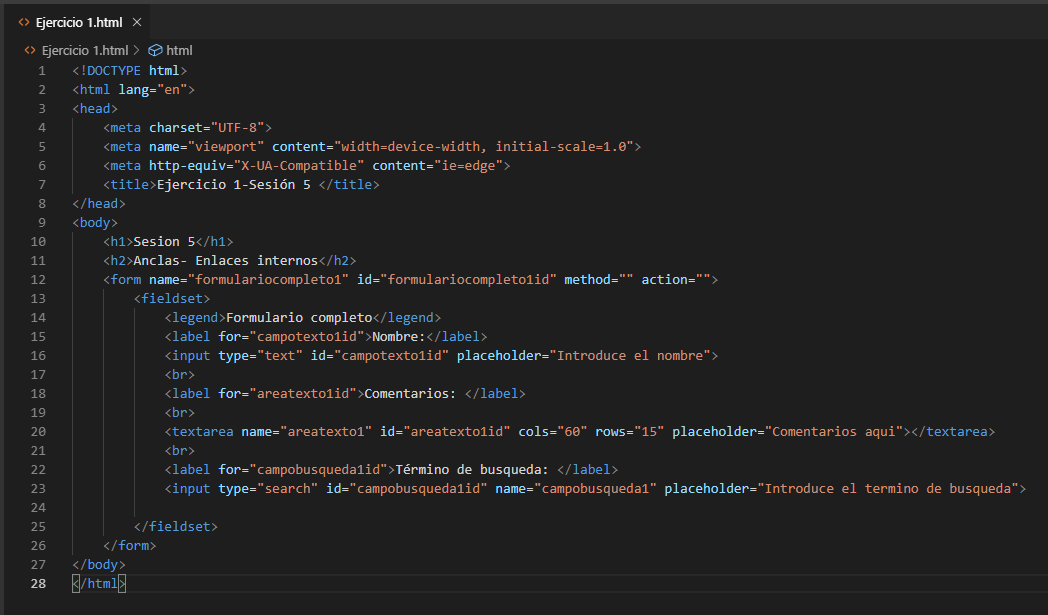 Ejercicio 1.html
Ejercicio 1.html > html
1 <!DOCTYPE html>
2 <html lang="en">
3 <head>
4 <meta charset="UTF-8">
5 <meta name="viewport" content="width=device-width, initial-scale=1.0">
6 <meta http-equiv="X-UA-Compatible" content="ie=edge">
7 <title>Ejercicio 1-Sesión 5 </title>
8 </head>
9 <body>
10 <h1>Sesion 5</h1>
11 <h2>Anclas- Enlaces internos</h2>
12 <form name="formulariocompleto1" id="formulariocompleto1id" method="" action="">
13 <fieldset>
14 <legend>Formulario completo</legend>
15 <label for="campotexto1id">Nombre:</label>
16 <input type="text" id="campotexto1id" placeholder="Introduce el nombre">
17 <br>
18 <label for="areatexto1id">Comentarios: </label>
19 <br>
20 <textarea name="areatexto1" id="areatexto1id" cols="60" rows="15" placeholder="Comentarios aqui"></textarea>
21 <br>
22 <label for="campobusqueda1id">Término de busqueda: </label>
23 <input type="search" id="campobusqueda1id" name="campobusqueda1" placeholder="Introduce el termino de busqueda">
24
25 </fieldset>
26 </form>
27 </body>
28 </html>